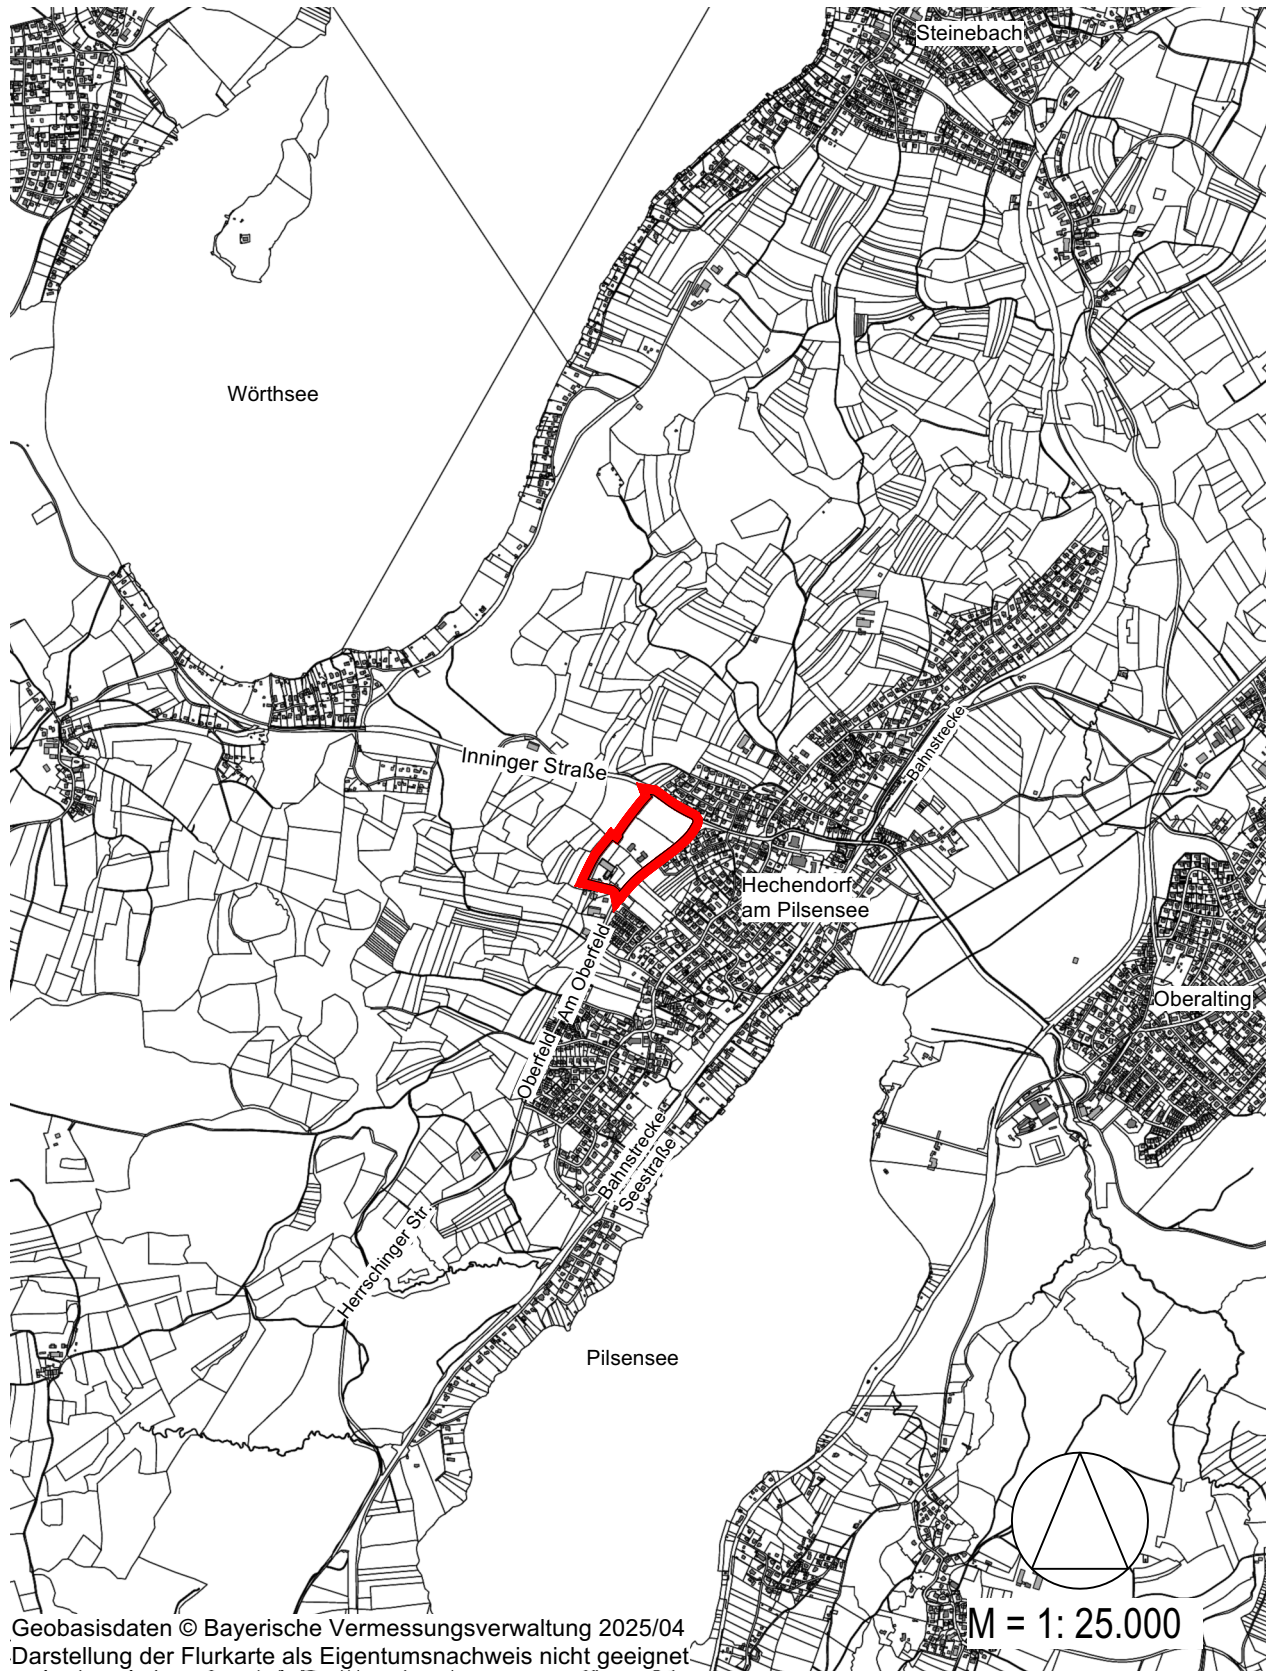 Steinebach
Wörthsee
Bahnstrecke
Inninger Straße
Hechendorf
am Pilsensee
Oberalting
Oberfeld
Am Oberfeld
Bahnstrecke
Seestraße
Herrschinger Str.
Pilsensee
M = 1: 25.000
Geobasisdaten © Bayerische Vermessungsverwaltung 2025/04
Darstellung der Flurkarte als Eigentumsnachweis nicht geeignet